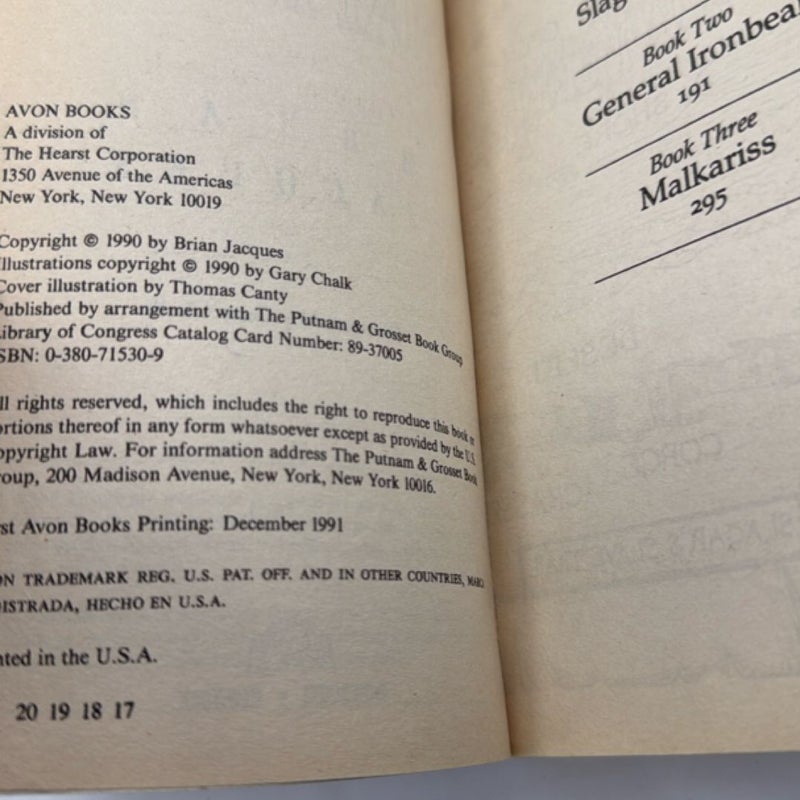 AVON BOOKS
A division of
The Hearst Corporation
1350 Avenue of the Americas
New York, New York 10019
Copyright © 1990 by Brian Jacques
llustrations copyright © 1990 by Gary Chalk
Cover illustration by Thomas Canty
Published by arrangement with The Putnam & Grosset Book Group
Library of Congress Catalog Card Number: 89-37005
SBN: 0-380-71530-9
ll rights reserved, which includes the right to reproduce this book or
ortions thereof in any form whatsoever except as provided by the U.S.
opyright Law. For information address The Putnam & Grosset Book
roup, 200 Madison Avenue, New York, New York 10016.
rst Avon Books Printing: December 1991
ON TRADEMARK REG. U.S. PAT. OFF. AND IN OTHER COUNTRIES, MARCA
GISTRADA, HECHO EN U.S.A.
nted in the U.S.A.
20 19 18 17
Slag
Book Two
General Ironbea
191
Book Three
Malkariss
295